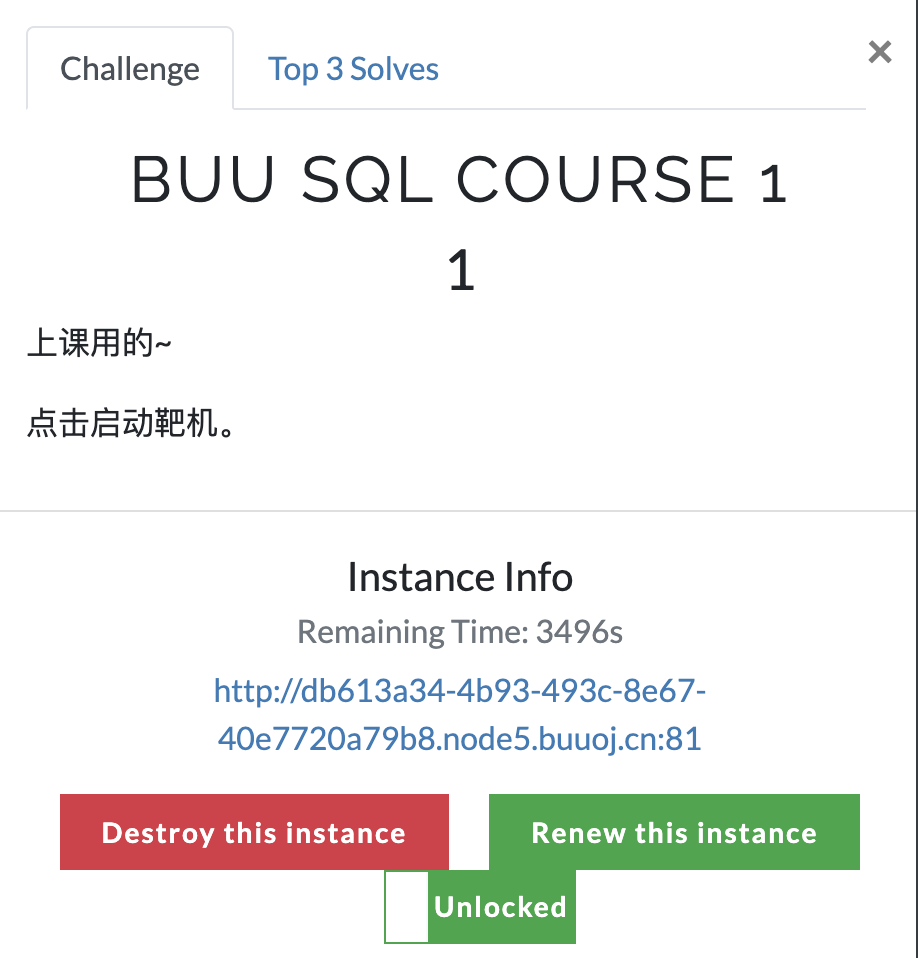 Challenge
Top 3 Solves
×
BUU SQL COURSE 1
1
上课用的~
点击启动靶机。
Instance Info
Remaining Time: 3496s
http://db613a34-4b93-493c-8e67-
40e7720a79b8.node5.buuoj.cn:81
Destroy this instance
Renew this instance
Unlocked